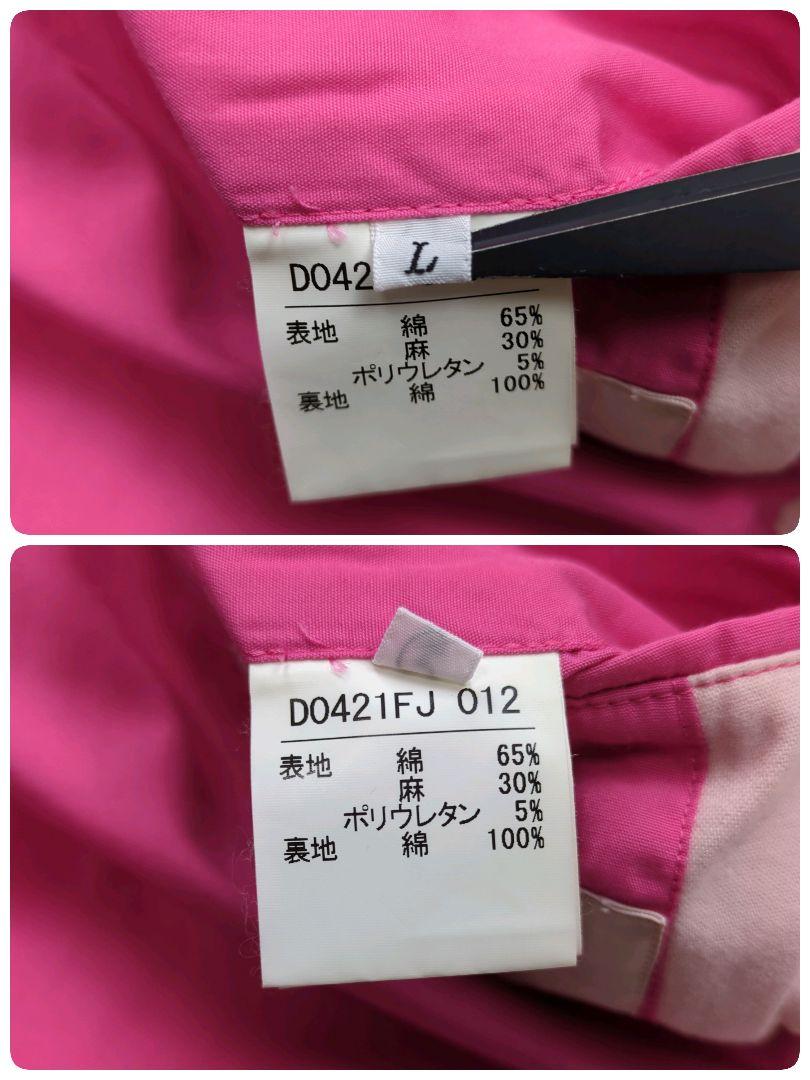 L
D042
表地 綿 65%
麻 30%
ポリウレタン 5%
裏地 綿 100%
D0421FJ 012
表地 綿 65%
麻 30%
ポリウレタン 5%
裏地 綿 100%